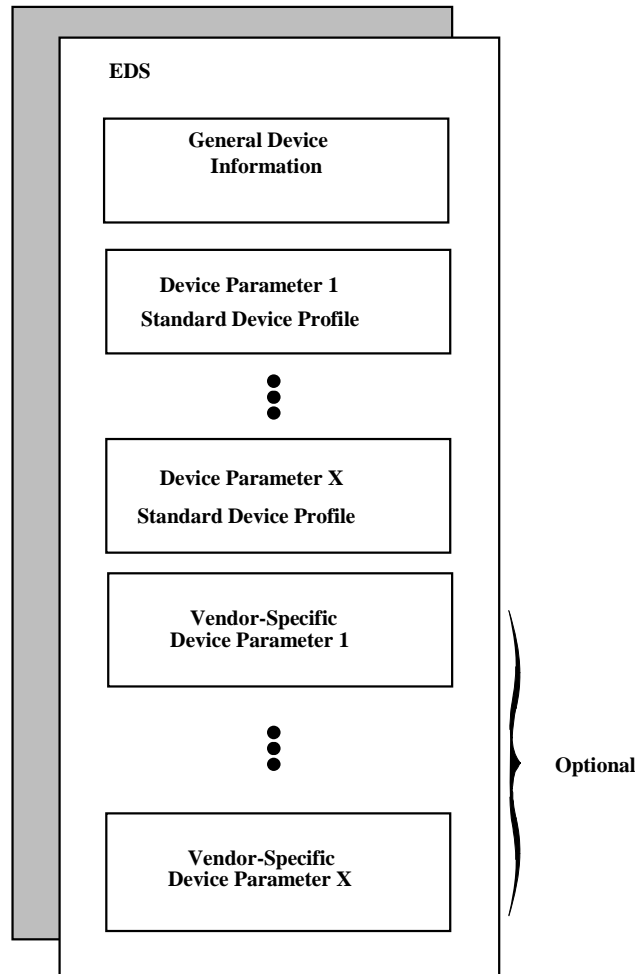 EDS
General Device
Information
Device Parameter 1
Standard Device Profile
Device Parameter X
Standard Device Profile
Vendor-Specific
Device Parameter 1
Optional
Vendor-Specific
Device Parameter X